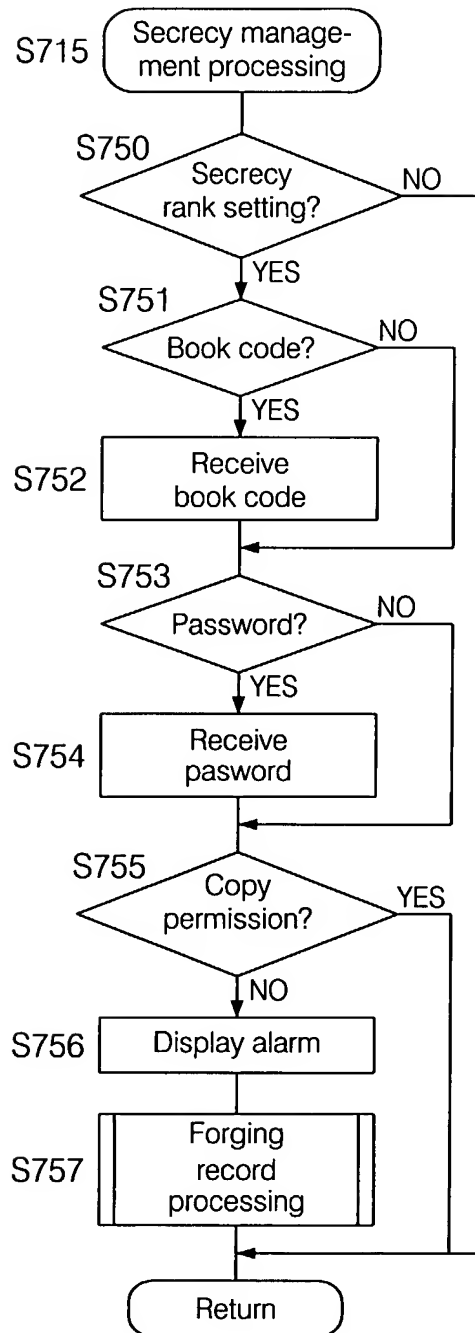 S715
Secrecy manage-
ment processing
S750
Secrecy
rank setting?
NO
YES
S751
Book code?
NO
YES
S752
Receive
book code
S753
Password?
NO
YES
S754
Receive
pasword
S755
Copy
permission?
YES
NO
S756
Display alarm
S757
Forging
record
processing
Return